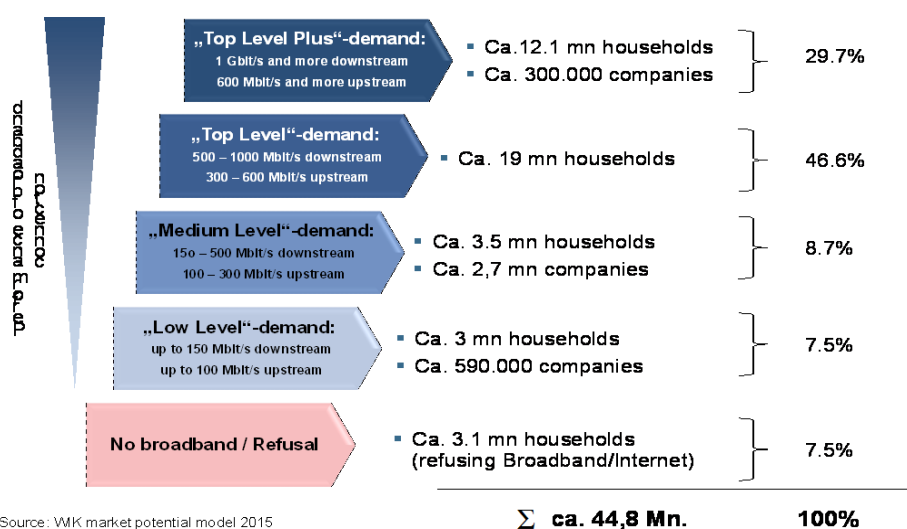 „Top Level Plus“-demand:
1 Gbit/s and more downstream
600 Mbit/s and more upstream
▪ Ca.12.1 mn households
▪ Ca. 300.000 companies
29.7%
„Top Level“-demand:
500 – 1000 Mbit/s downstream
300 – 600 Mbit/s upstream
▪ Ca. 19 mn households
46.6%
„Medium Level“-demand:
15o – 500 Mbit/s downstream
100 – 300 Mbit/s upstream
▪ Ca. 3.5 mn households
▪ Ca. 2,7 mn companies
8.7%
„Low Level“-demand:
up to 150 Mbit/s downstream
up to 100 Mbit/s upstream
▪ Ca. 3 mn households
▪ Ca. 590.000 companies
7.5%
No broadband / Refusal
▪ Ca. 3.1 mn households
(refusing Broadband/Internet)
7.5%
Σ ca. 44,8 Mn.
100%
Source: WIK market potential model 2015